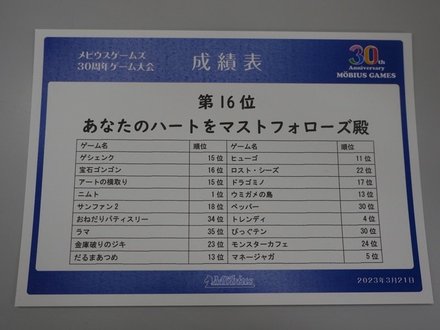 メビウスゲームズ
30周年ゲーム大会
成績表
30th
Anniversary
MÖBIUS GAMES
第16位
あなたのハートをマストフォローズ殿
ゲーム名 順位 ゲーム名 順位
ゲシェンク 15位 ヒューゴ 11位
宝石ゴンゴン 16位 ロスト・シーズ 22位
アートの横取り 15位 ドラゴミノ 17位
ニムト 1位 ウミガメの島 13位
サンファン2 18位 ペッパー 30位
おねだりパティスリー 34位 トレンディ 4位
ラマ 35位 ぴっぐテン 30位
金庫破りのジキ 23位 モンスターカフェ 24位
だるまあつめ 13位 マネージャガ 5位
Möbius
2023年3月21日